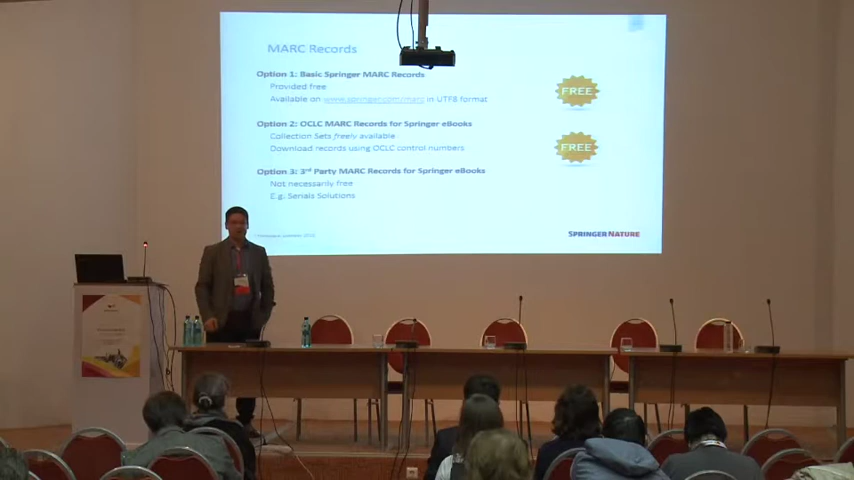 MARC Records
Option 1: Basic Springer MARC Records
Provided free
Available on www.springer.com/marc in UTF8 format
FREE
Option 2: OCLC MARC Records for Springer eBooks
Collection Sets freely available
Download records using OCLC control numbers
FREE
Option 3: 3rd Party MARC Records for Springer eBooks
Not necessarily free
E.g. Serials Solutions
SPRINGER NATURE